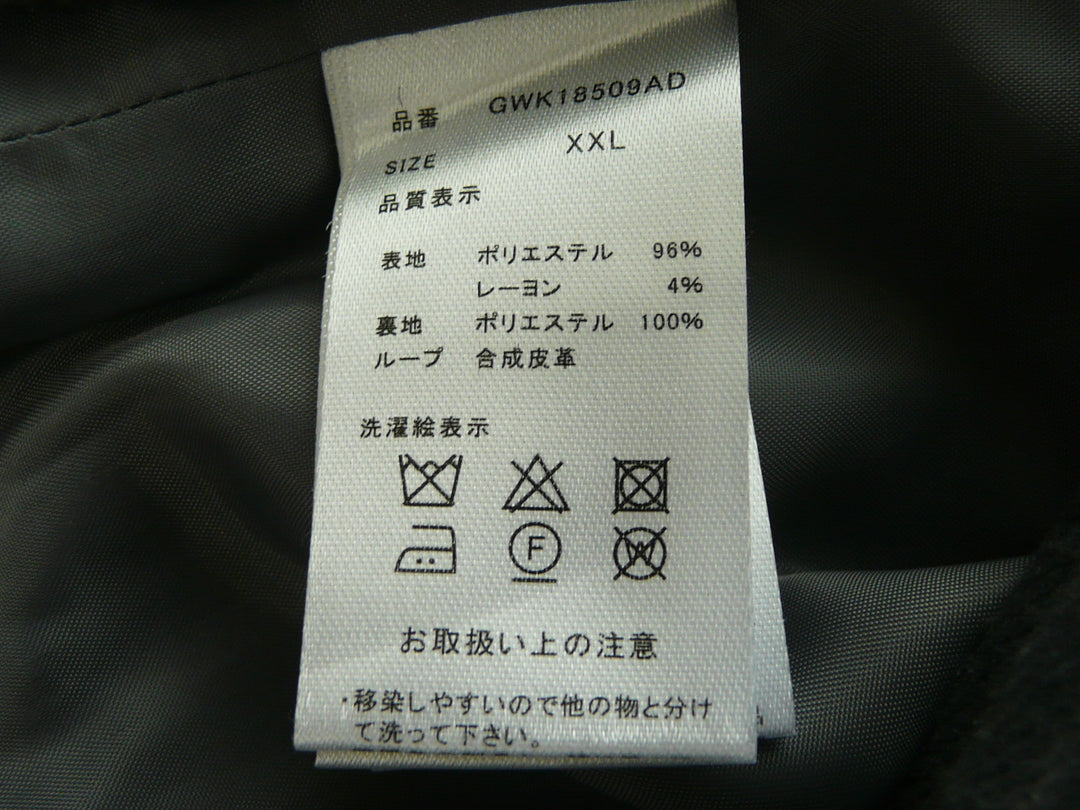 品番 GWK18509AD
SIZE XXL
品質表示
表地 ポリエステル 96%
レーヨン 4%
裏地 ポリエステル 100%
ループ 合成皮革
洗濯絵表示
F
W
お取扱い上の注意
・移染しやすいので他の物と分け
て洗って下さい。